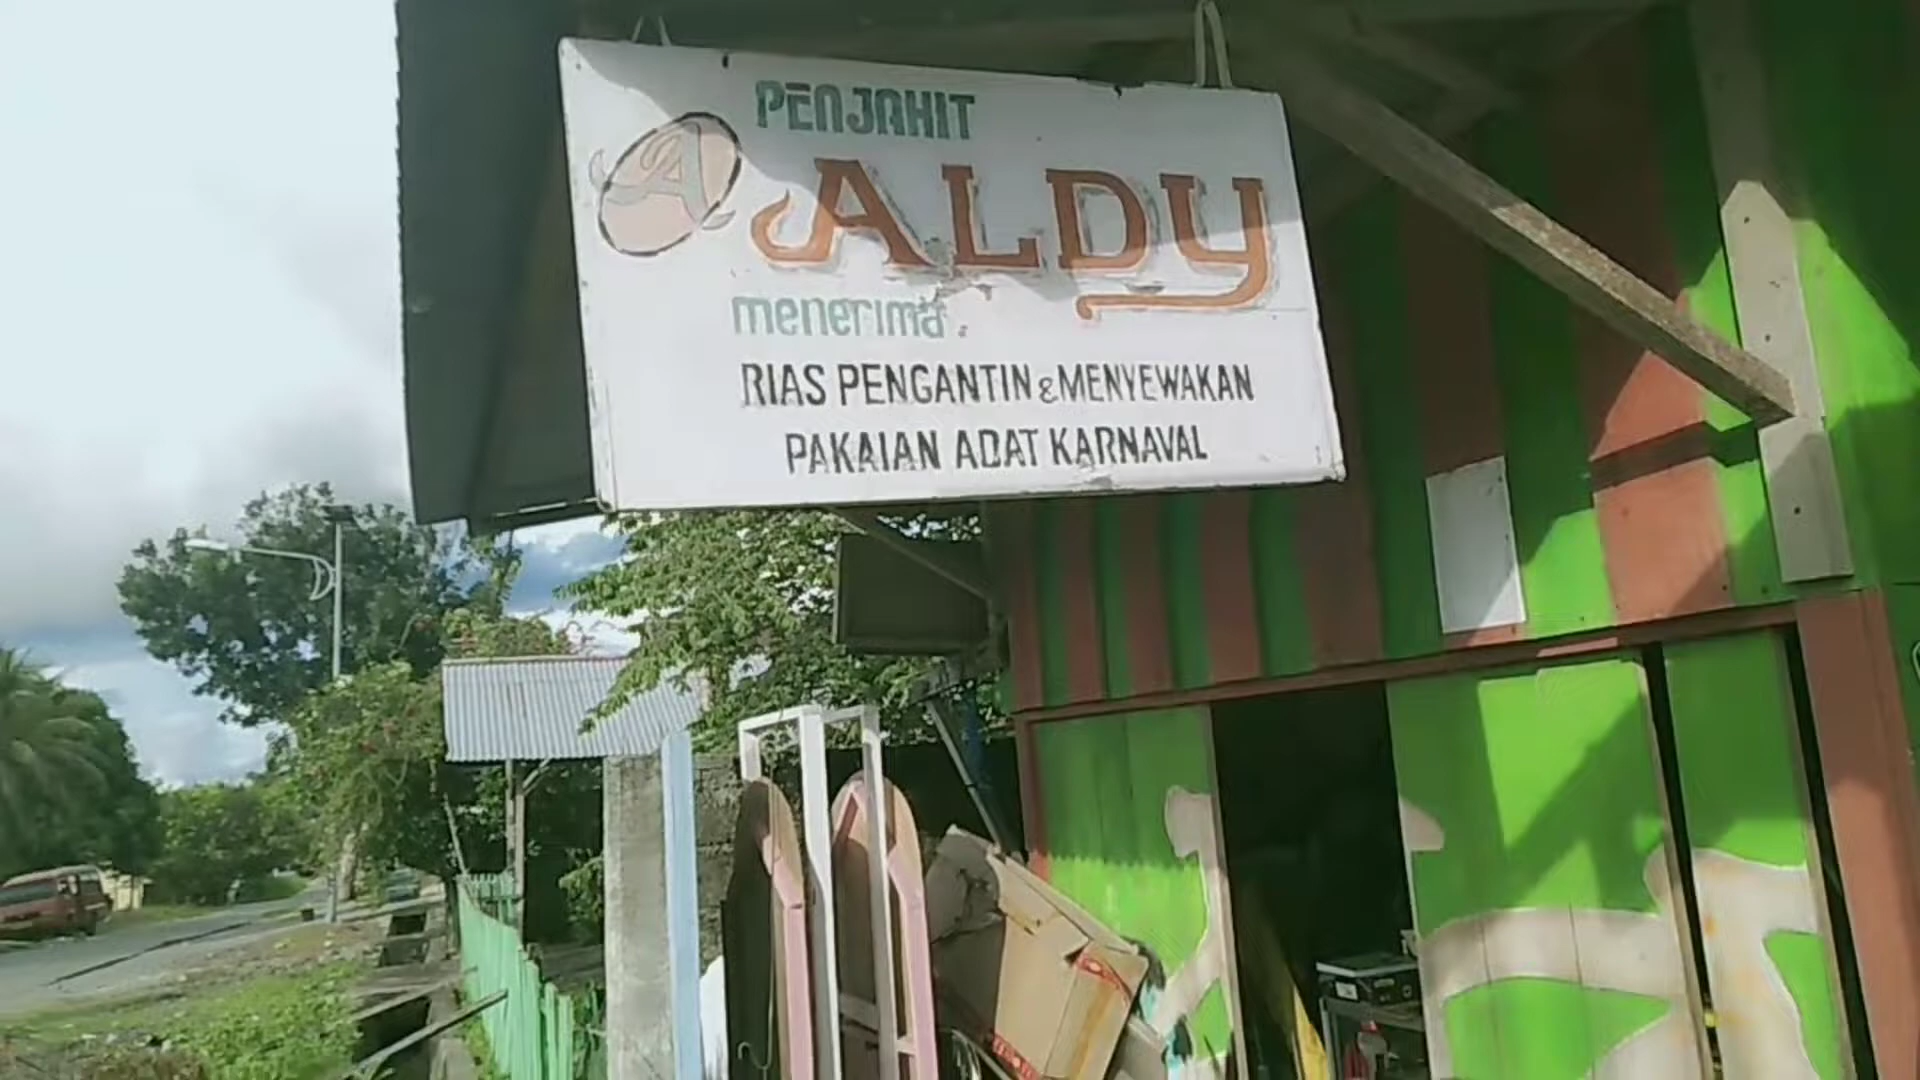 PENJAHIT
A ALDY
menerima :
RIAS PENGANTIN & MENYEWAKAN
PAKAIAN ADAT KARNAVAL